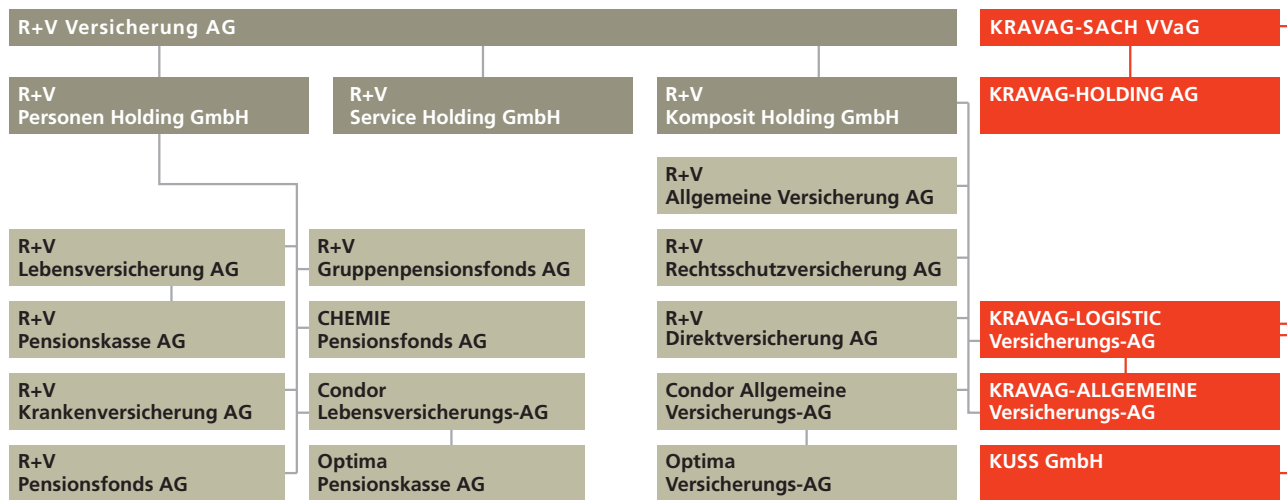 R+V Versicherung AG
KRAVAG-SACH VVaG
R+V
Personen Holding GmbH
R+V
Service Holding GmbH
R+V
Komposit Holding GmbH
KRAVAG-HOLDING AG
R+V
Allgemeine Versicherung AG
R+V
Lebensversicherung AG
R+V
Gruppenpensionsfonds AG
R+V
Rechtsschutzversicherung AG
R+V
Pensionskasse AG
CHEMIE
Pensionsfonds AG
R+V
Direktversicherung AG
KRAVAG-LOGISTIC
Versicherungs-AG
R+V
Krankenversicherung AG
Condor
Lebensversicherungs-AG
Condor Allgemeine
Versicherungs-AG
KRAVAG-ALLGEMEINE
Versicherungs-AG
R+V
Pensionsfonds AG
Optima
Pensionskasse AG
Optima
Versicherungs-AG
KUSS GmbH